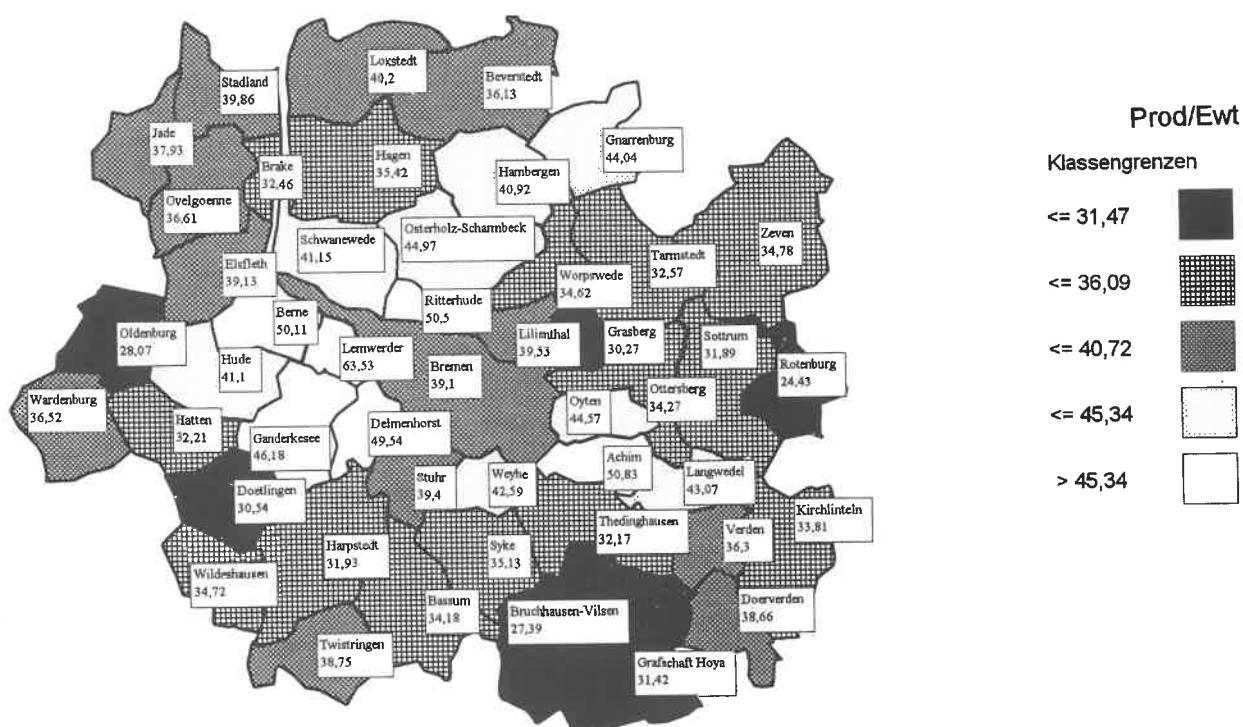 Loxstedt
40,2
Beverstedt
36,13
Stadland
39,86
Jade
37,93
Gnarrenburg
44,04
Brake
32,46
Hagen
35,42
Hambergen
40,92
Ovelgoenne
36,61
Schwanewede
41,15
Osterholz-Scharmbeck
44,97
Zeven
34,78
Tarmstedt
32,57
Elsfleth
39,13
Worpswede
34,62
Berne
50,11
Ritterhude
50,5
Oldenburg
28,07
Lemwerder
63,53
Lilienthal
39,53
Grasberg
30,27
Sottrum
31,89
Hude
41,1
Bremen
39,1
Rotenburg
24,43
Wardenburg
36,52
Oyten
44,57
Ottersberg
34,27
Hatten
32,21
Ganderkesee
46,18
Delmenhorst
49,54
Achim
50,83
Stuhr
39,4
Weyhe
42,59
Langwedel
43,07
Doetlingen
30,54
Kirchlinteln
33,81
Thedinghausen
32,17
Verden
36,3
Harpstedt
31,93
Syke
35,13
Wildeshausen
34,72
Bassum
34,18
Bruchhausen-Vilsen
27,39
Doerverden
38,66
Twistringen
38,75
Grafschaft Hoya
31,42
Prod/Ewt
Klassengrenzen
<= 31,47
<= 36,09
<= 40,72
<= 45,34
> 45,34